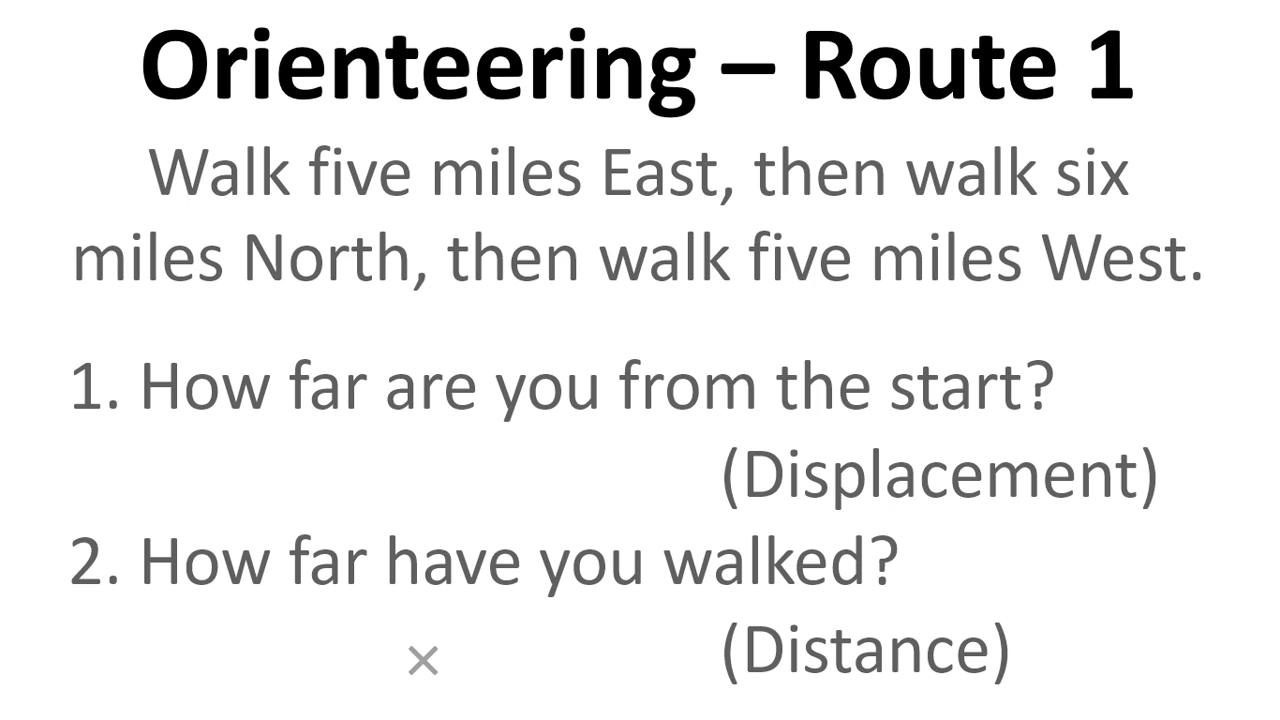 Orienteering – Route 1
Walk five miles East, then walk six
miles North, then walk five miles West.
1. How far are you from the start?
(Displacement)
2. How far have you walked?
(Distance)
×